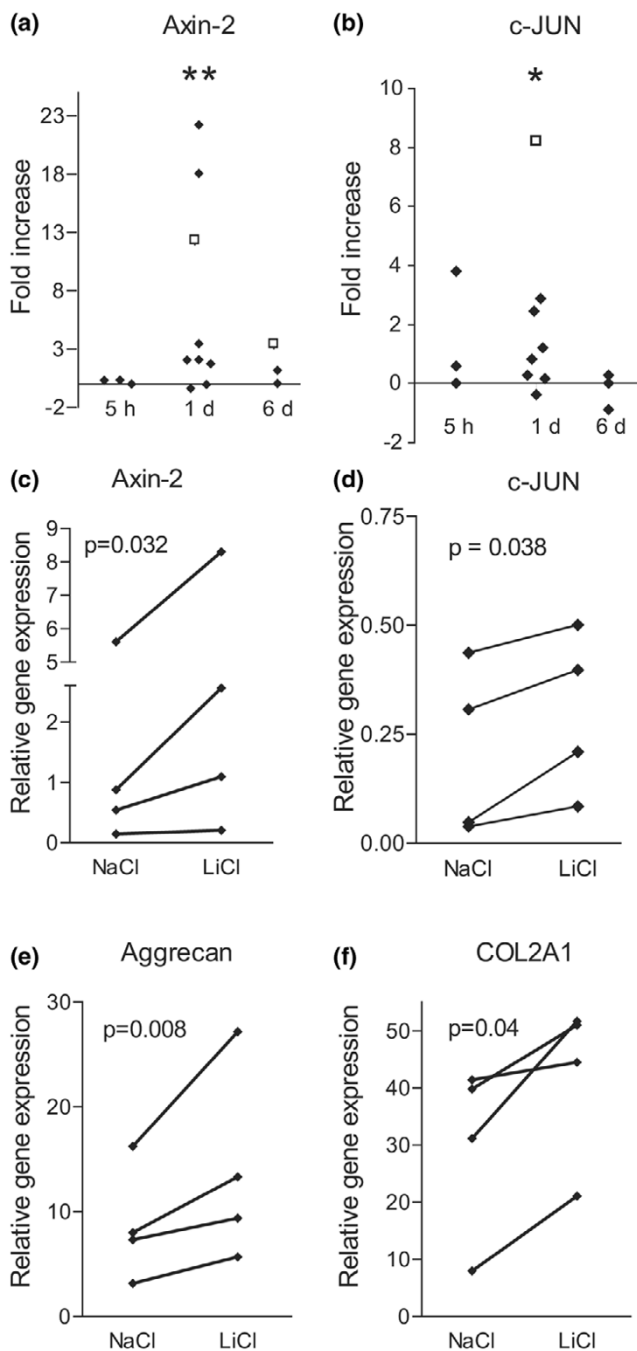 (a) Axin-2
**
Fold increase
23
18
13
8
3
-2
5 h 1 d 6 d
(b) c-JUN
*
Fold increase
10
8
6
4
2
0
-2
5 h 1 d 6 d
(c) Axin-2
p=0.032
Relative gene expression
9
8
7
6
5
2
1
0
NaCl LiCl
(d) c-JUN
p = 0.038
Relative gene expression
0.75
0.50
0.25
0.00
NaCl LiCl
(e) Aggrecan
p=0.008
Relative gene expression
30
20
10
0
NaCl LiCl
(f) COL2A1
p=0.04
Relative gene expression
50
40
30
20
10
0
NaCl LiCl